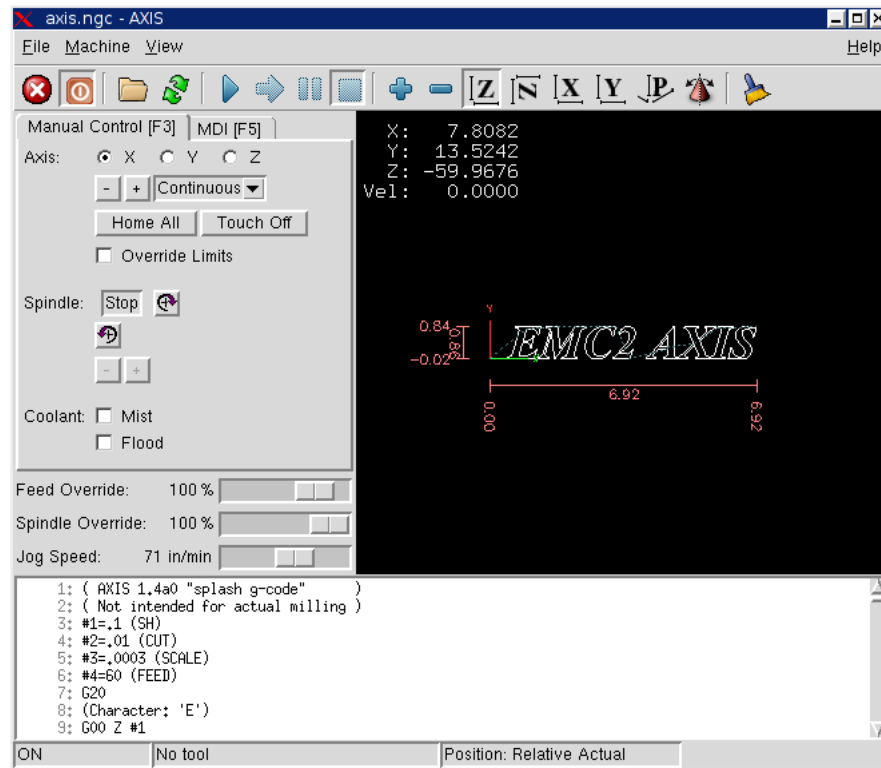 axis.ngc - AXIS
File Machine View Help
Z N X Y P
Manual Control [F3] MDI [F5]
Axis: X Y Z
- + Continuous
Home All Touch Off
Override Limits
Spindle: Stop
- +
Coolant: Mist
Flood
Feed Override: 100 %
Spindle Override: 100 %
Jog Speed: 71 in/min
X: 7.8082
Y: 13.5242
Z: -59.9676
Vel: 0.0000
Y
0.84
0.86
-0.02
EMC2 AXIS
X
6.92
0.00
6.92
1: ( AXIS 1.4a0 "splash g-code" )
2: ( Not intended for actual milling )
3: #1=.1 (SH)
4: #2=.01 (CUT)
5: #3=.0003 (SCALE)
6: #4=60 (FEED)
7: G20
8: (Character: 'E')
9: G00 Z #1
ON No tool Position: Relative Actual